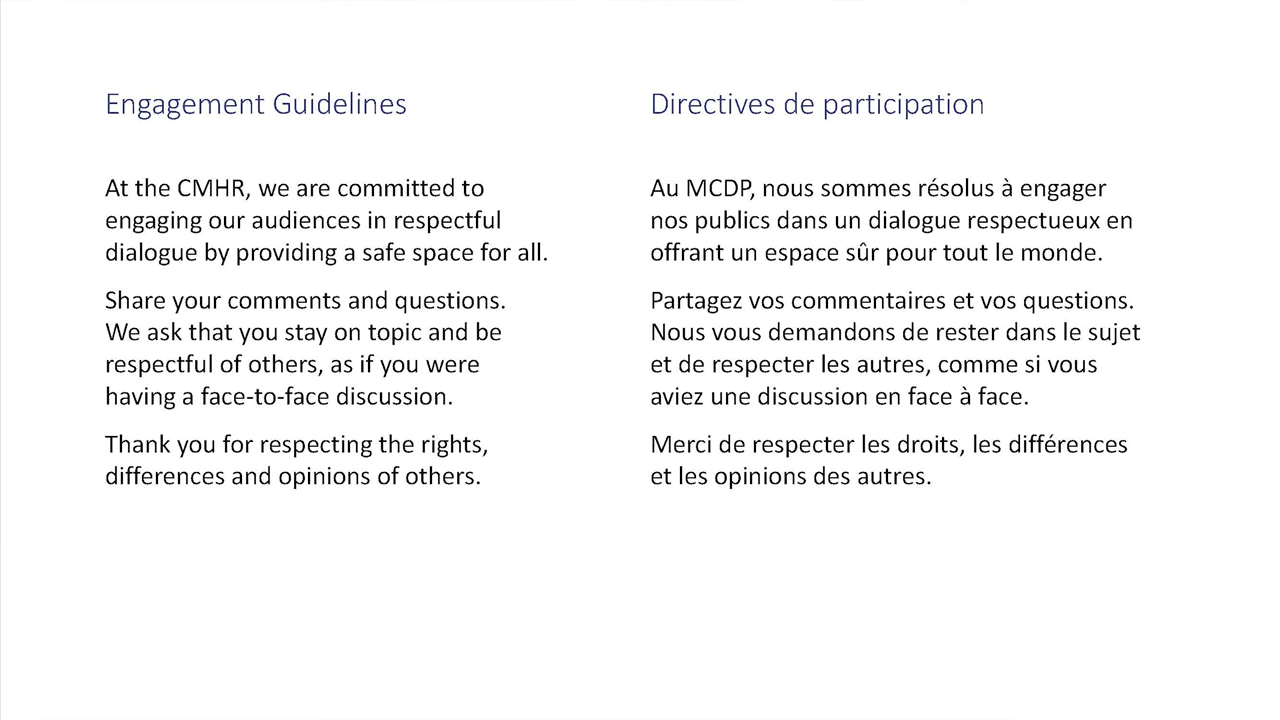 Engagement Guidelines
At the CMHR, we are committed to
engaging our audiences in respectful
dialogue by providing a safe space for all.
Share your comments and questions.
We ask that you stay on topic and be
respectful of others, as if you were
having a face-to-face discussion.
Thank you for respecting the rights,
differences and opinions of others.
Directives de participation
Au MCDP, nous sommes résolus à engager
nos publics dans un dialogue respectueux en
offrant un espace sûr pour tout le monde.
Partagez vos commentaires et vos questions.
Nous vous demandons de rester dans le sujet
et de respecter les autres, comme si vous
aviez une discussion en face à face.
Merci de respecter les droits, les différences
et les opinions des autres.